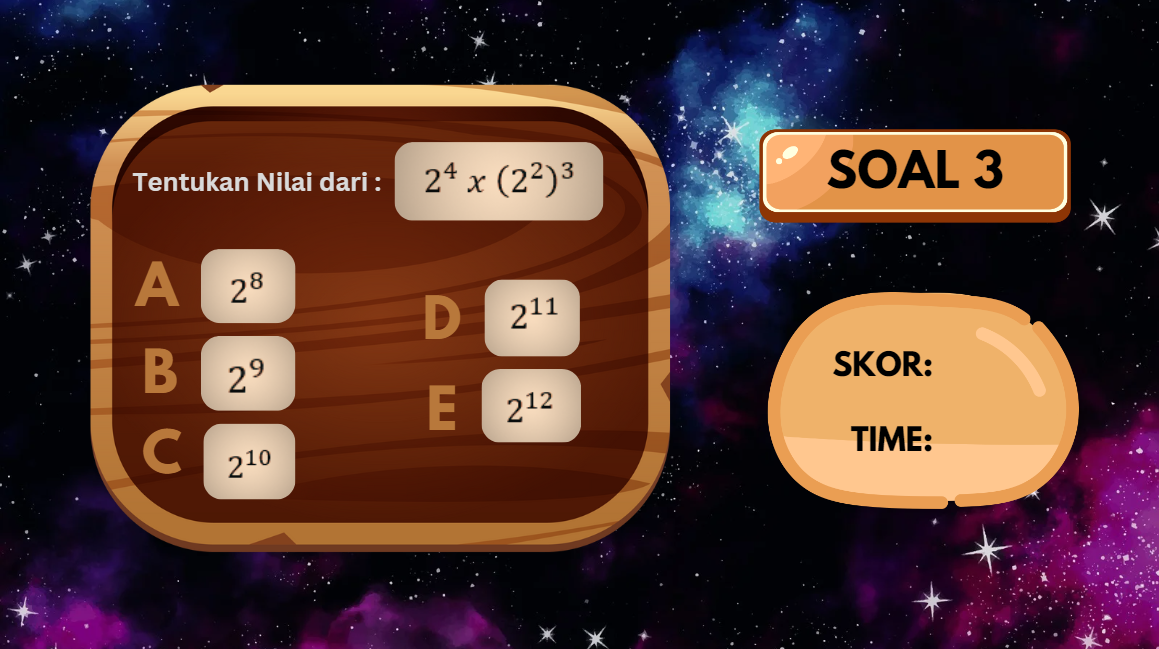 Tentukan Nilai dari : 2⁴ x (2²)³
A 2⁸
B 2⁹
C 2¹⁰
D 2¹¹
E 2¹²
SOAL 3
SKOR:
TIME: